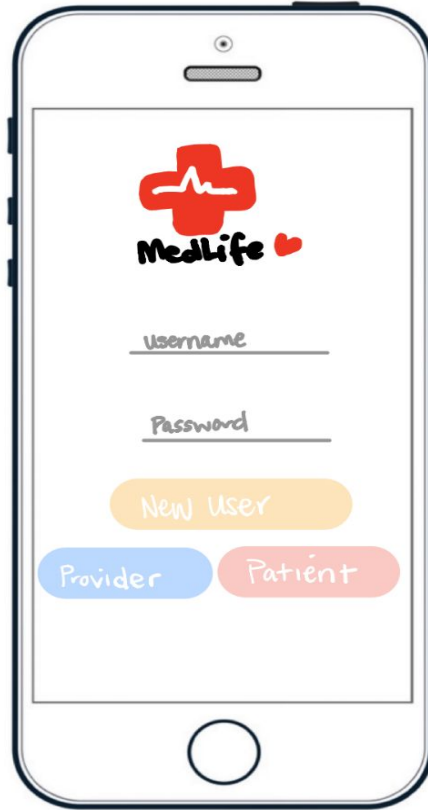 MedLife
username
Password
New User
Provider Patient